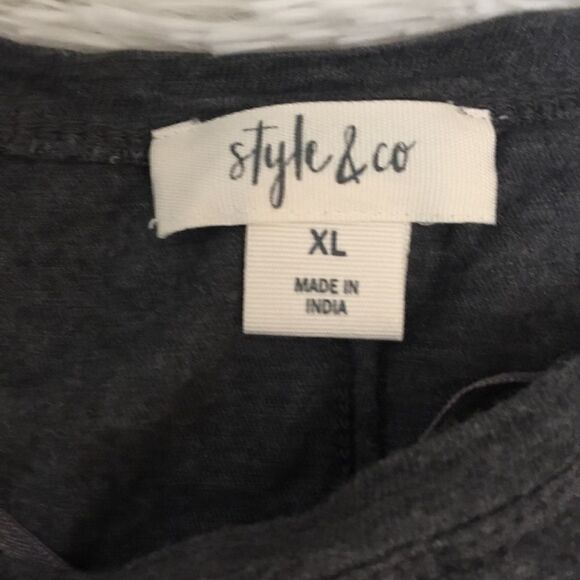 style & co
XL
MADE IN
INDIA